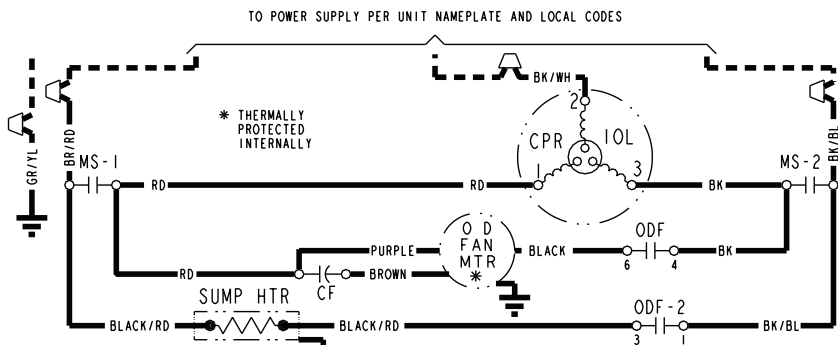 TO POWER SUPPLY PER UNIT NAMEPLATE AND LOCAL CODES
BK/WH
* THERMALLY
PROTECTED
INTERNALLY
GR/YL
BR/RD
BK/BL
2
CPR
IOL
1
3
MS-1
MS-2
RD
RD
BK
O D
FAN
MTR
*
PURPLE
BLACK
ODF
6
4
BK
RD
CF
BROWN
SUMP HTR
ODF-2
BLACK/RD
BLACK/RD
3
1
BK/BL